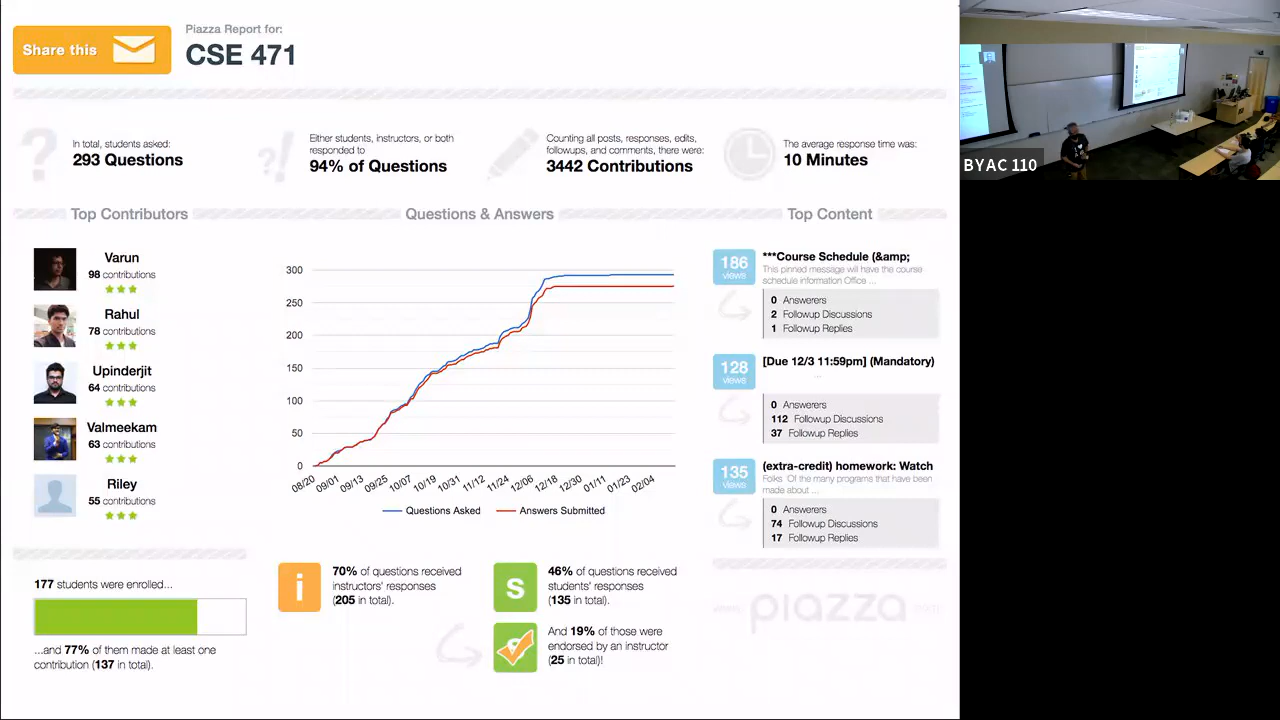 Share this
Piazza Report for:
CSE 471
In total, students asked:
293 Questions
Either students, instructors, or both
responded to
94% of Questions
Counting all posts, responses, edits,
followups, and comments, there were:
3442 Contributions
The average response time was:
10 Minutes
Top Contributors
Varun
98 contributions
Rahul
78 contributions
Upinderjit
64 contributions
Valmeekam
63 contributions
Riley
55 contributions
177 students were enrolled...
...and 77% of them made at least one
contribution (137 in total).
Questions & Answers
300
250
200
150
100
50
0
08/20 09/01 09/13 09/25 10/07 10/19 10/31 11/12 11/24 12/06 12/18 12/30 01/11 01/23 02/04
Questions Asked
Answers Submitted
i
70% of questions received
instructors' responses
(205 in total).
s
46% of questions received
students' responses
(135 in total).
And 19% of those were
endorsed by an instructor
(25 in total)!
Top Content
186
views
***Course Schedule (&amp;
This pinned message will have the course
schedule information Office ...
0 Answerers
2 Followup Discussions
1 Followup Replies
128
views
[Due 12/3 11:59pm] (Mandatory)
...
0 Answerers
112 Followup Discussions
37 Followup Replies
135
views
(extra-credit) homework: Watch
Folks Of the many programs that have been
made about ...
0 Answerers
74 Followup Discussions
17 Followup Replies
www. piazza .com
BYAC 110